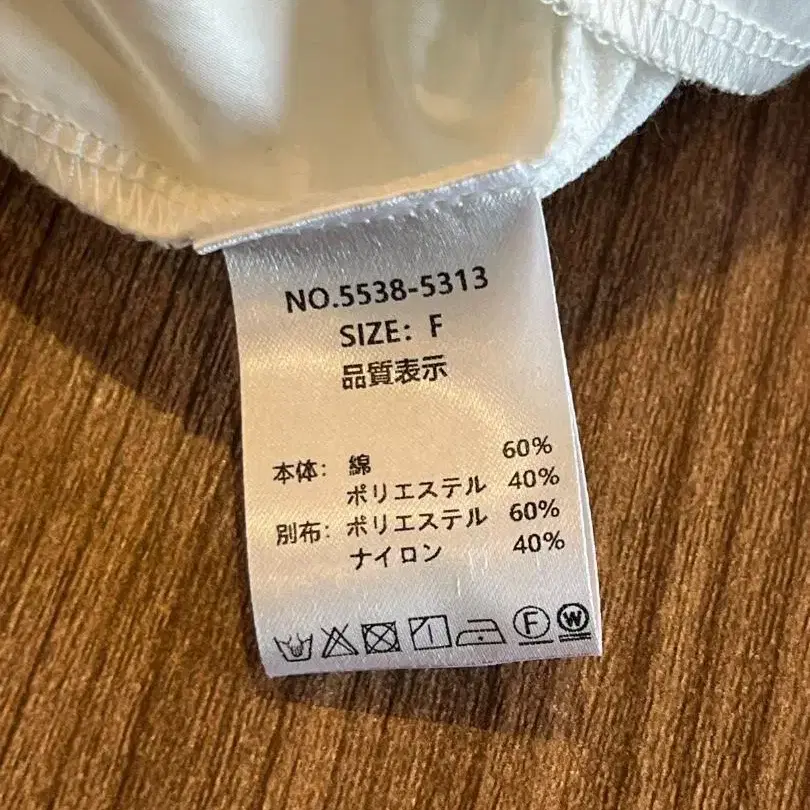 NO.5538-5313
SIZE: F
品質表示
本体: 綿 60%
ポリエステル 40%
別布: ポリエステル 60%
ナイロン 40%
F W